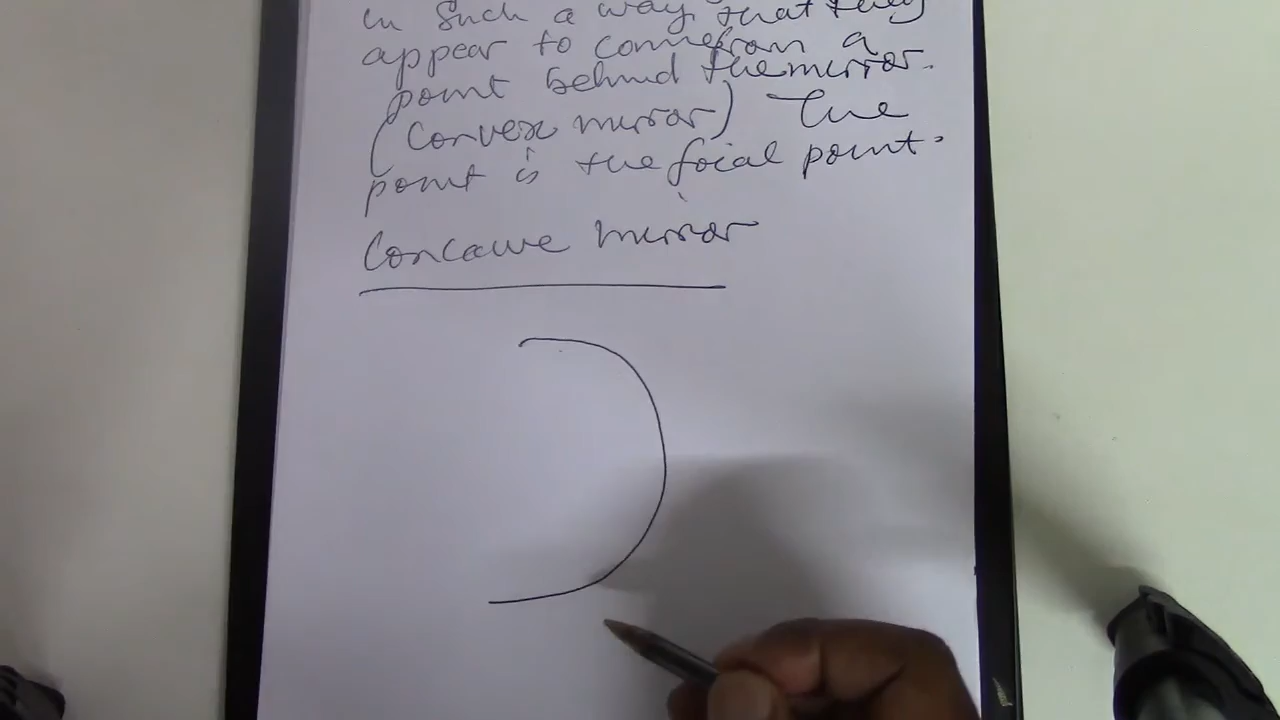 in such a way that they
appear to come from a
point behind the mirror.
(Convex mirror) The
point is the focal point.
Concave mirror